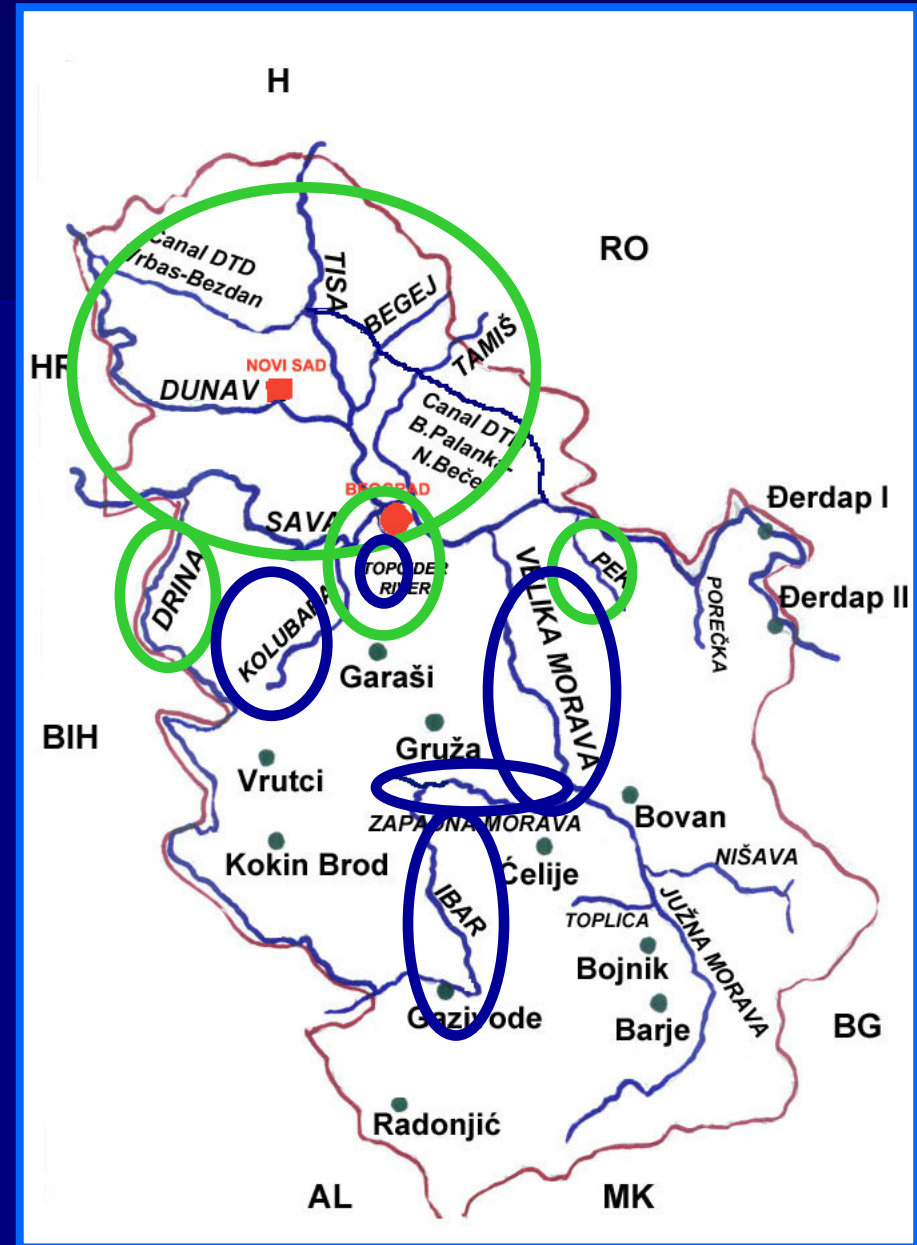 H
RO
Canal DTD
Vrbas-Bezdan
TISA
BEGEJ
TAMIŠ
HR
NOVI SAD
DUNAV
Canal DTD
B.Palanka-
N.Bečej
BEOGRAD
SAVA
Đerdap I
DRINA
TOPČIDER
RIVER
PEK
POREČKA
Đerdap II
KOLUBARA
VELIKA MORAVA
Garaši
BIH
Gruža
Vrutci
Bovan
ZAPADNA MORAVA
Kokin Brod
Ćelije
NIŠAVA
IBAR
TOPLICA
JUŽNA MORAVA
Bojnik
Gazivode
Barje
BG
Radonjić
AL
MK